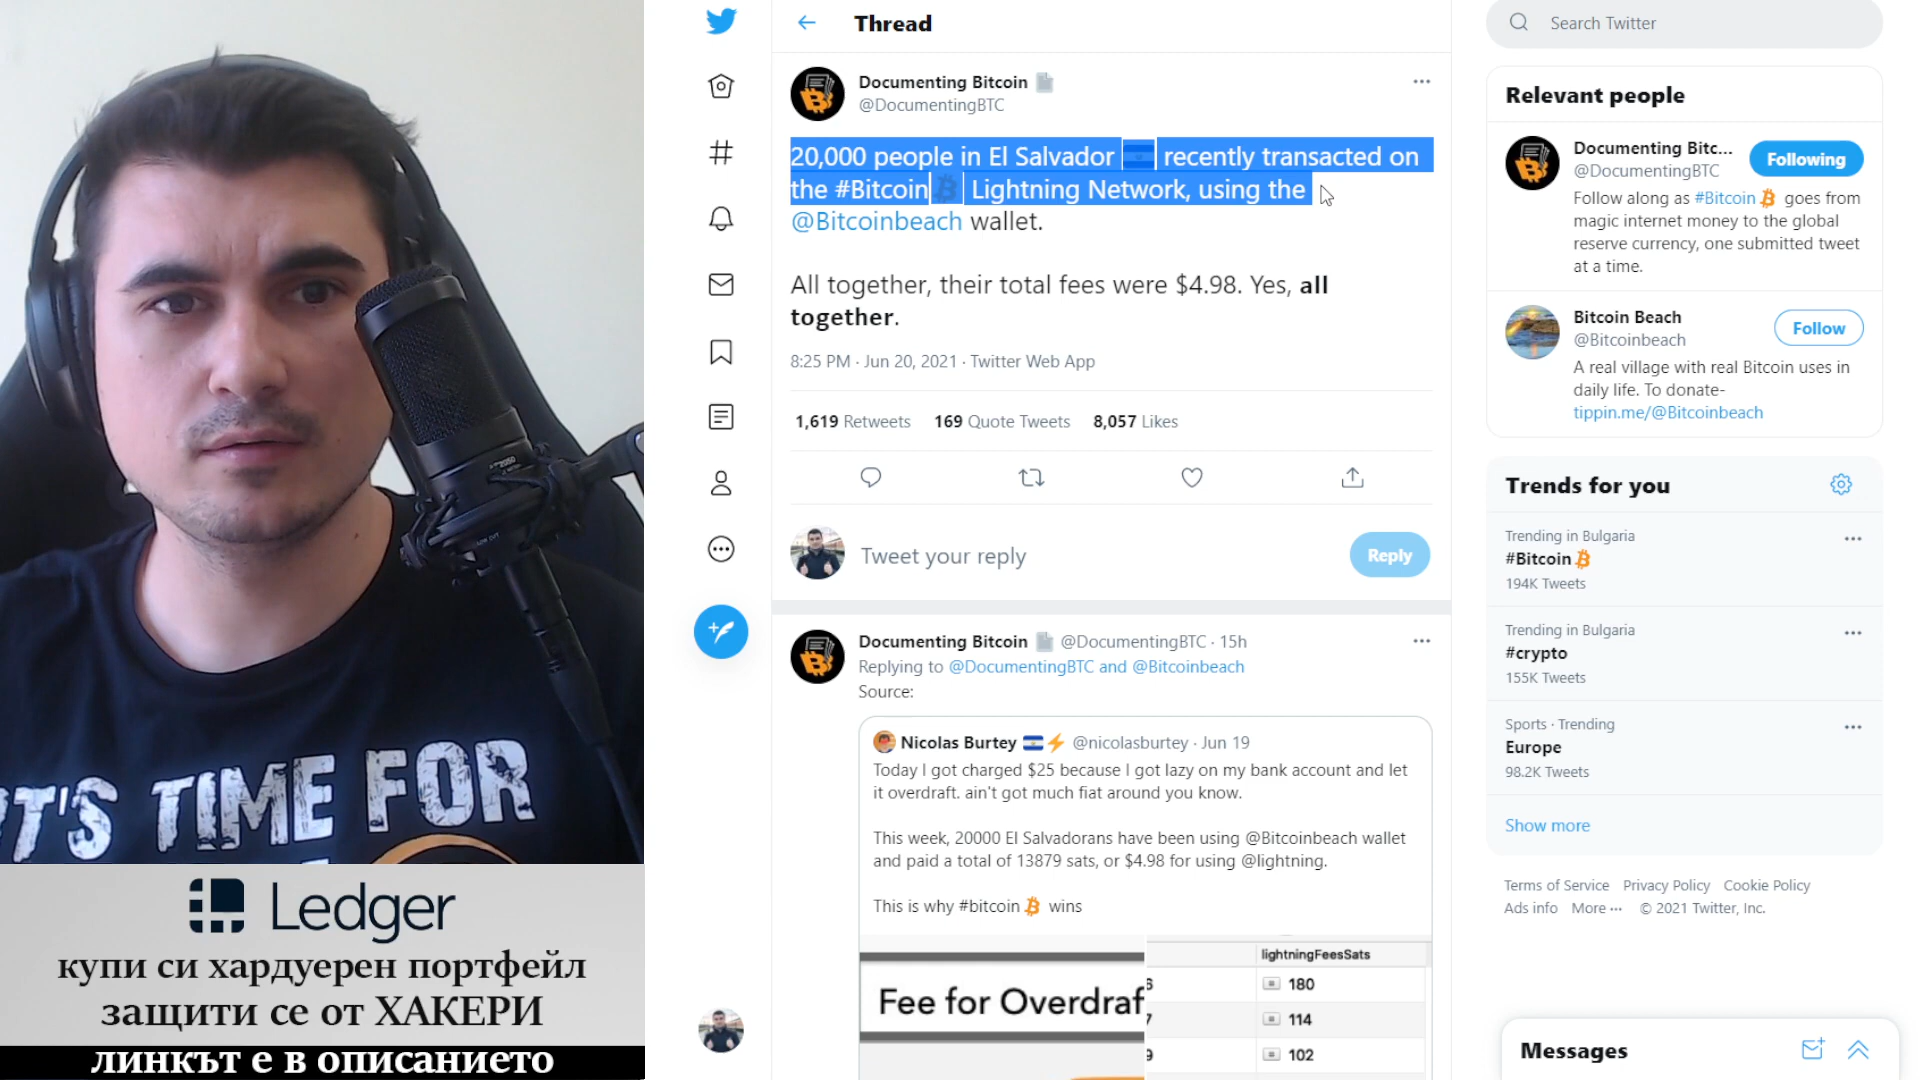 IT'S TIME FOR
Ledger
купи си хардуерен портфейл
защити се от ХАКЕРИ
линкът е в описанието
Thread
Documenting Bitcoin
@DocumentingBTC
20,000 people in El Salvador recently transacted on
the #Bitcoin Lightning Network, using the
@Bitcoinbeach wallet.
All together, their total fees were $4.98. Yes, all
together.
8:25 PM · Jun 20, 2021 · Twitter Web App
1,619 Retweets 169 Quote Tweets 8,057 Likes
Tweet your reply
Reply
Documenting Bitcoin @DocumentingBTC · 15h
Replying to @DocumentingBTC and @Bitcoinbeach
Source:
Nicolas Burtey @nicolasburtey · Jun 19
Today I got charged $25 because I got lazy on my bank account and let
it overdraft. ain't got much fiat around you know.
This week, 20000 El Salvadorans have been using @Bitcoinbeach wallet
and paid a total of 13879 sats, or $4.98 for using @lightning.
This is why #bitcoin wins
Fee for Overdraf
lightningFeesSats
180
114
102
Search Twitter
Relevant people
Documenting Bitc...
@DocumentingBTC
Following
Follow along as #Bitcoin goes from
magic internet money to the global
reserve currency, one submitted tweet
at a time.
Bitcoin Beach
@Bitcoinbeach
Follow
A real village with real Bitcoin uses in
daily life. To donate-
tippin.me/@Bitcoinbeach
Trends for you
Trending in Bulgaria
#Bitcoin
194K Tweets
Trending in Bulgaria
#crypto
155K Tweets
Sports · Trending
Europe
98.2K Tweets
Show more
Terms of Service Privacy Policy Cookie Policy
Ads info More ··· © 2021 Twitter, Inc.
Messages